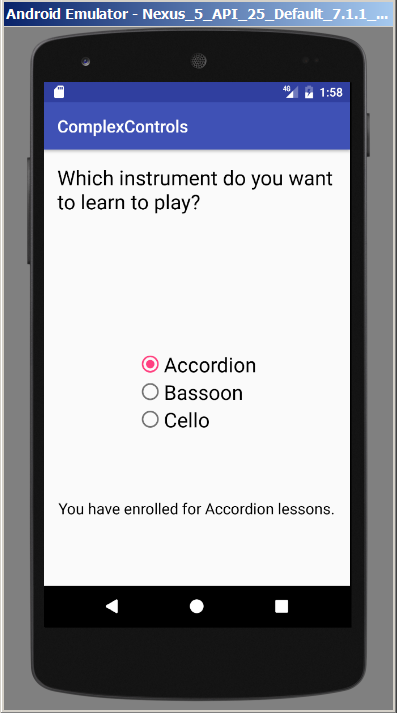 Android Emulator - Nexus_5_API_25_Default_7.1.1_...
4G 1:58
ComplexControls
Which instrument do you want
to learn to play?
Accordion
Bassoon
Cello
You have enrolled for Accordion lessons.